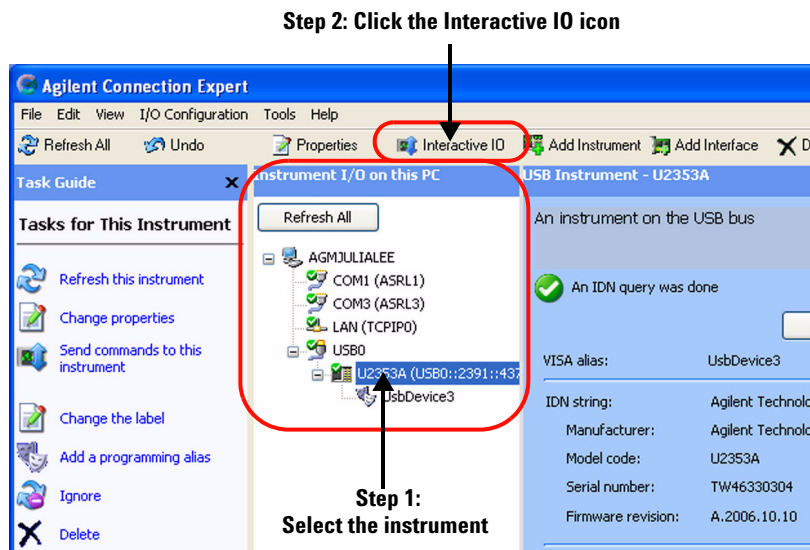 Step 2: Click the Interactive IO icon
Agilent Connection Expert
File Edit View I/O Configuration Tools Help
Refresh All Undo Properties Interactive IO Add Instrument Add Interface D
Task Guide
Tasks for This Instrument
Refresh this instrument
Change properties
Send commands to this
instrument
Change the label
Add a programming alias
Ignore
Delete
Instrument I/O on this PC
Refresh All
AGMJULIALEE
COM1 (ASRL1)
COM3 (ASRL3)
LAN (TCPIP0)
USB0
U2353A (USB0::2391::437
UsbDevice3
Step 1:
Select the instrument
USB Instrument - U2353A
An instrument on the USB bus
An IDN query was done
VISA alias: UsbDevice3
IDN string: Agilent Technolo
Manufacturer: Agilent Technolo
Model code: U2353A
Serial number: TW46330304
Firmware revision: A.2006.10.10